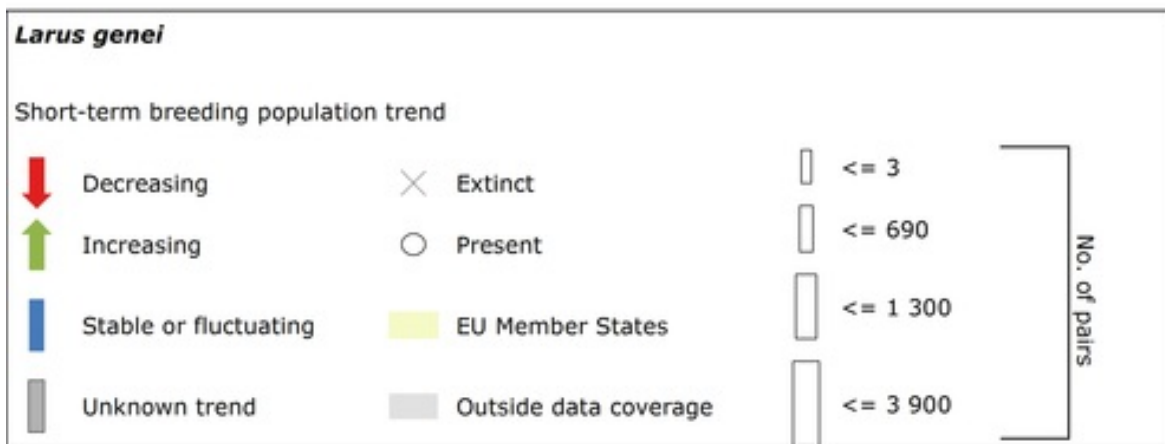 Larus genei
Short-term breeding population trend
Decreasing
Extinct
<= 3
Increasing
Present
<= 690
Stable or fluctuating
EU Member States
<= 1 300
Unknown trend
Outside data coverage
<= 3 900
No. of pairs